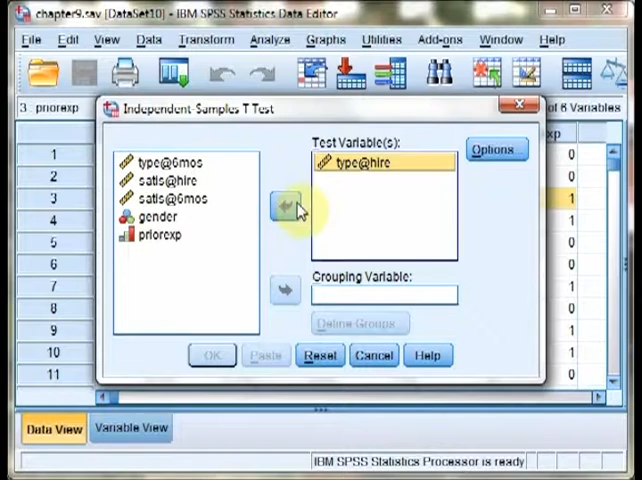 chapter9.sav [DataSet10] - IBM SPSS Statistics Data Editor
File Edit View Data Transform Analyze Graphs Utilities Add-ons Window Help
3 : priorexp
of 6 Variables
Independent-Samples T Test
xp
type@6mos
satis@hire
satis@6mos
gender
priorexp
Test Variable(s):
type@hire
Options...
Grouping Variable:
Define Groups...
OK Paste Reset Cancel Help
1 0
2 0
3 1
4 1
5 0
6 0
7 1
8 0
9 1
10 1
11 0
Data View Variable View
IBM SPSS Statistics Processor is ready